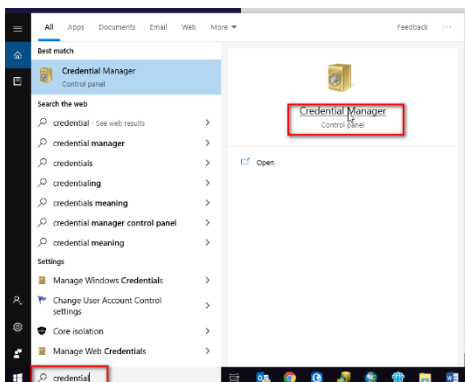 All Apps Documents Email Web More Feedback ...
Best match
Credential Manager
Control panel
Search the web
credential - See web results
credential manager
credentials
credentialing
credentials meaning
credential manager control panel
credential meaning
Settings
Manage Windows Credentials
Change User Account Control
settings
Core isolation
Manage Web Credentials
credential
Credential Manager
Control panel
Open